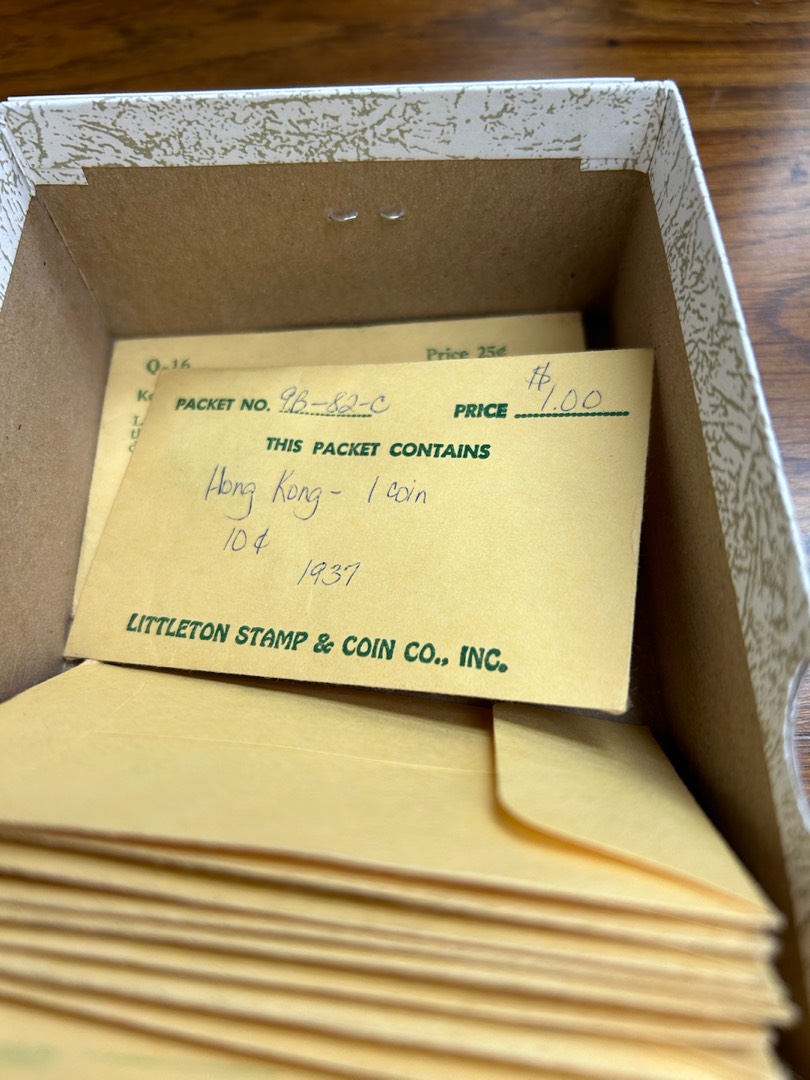 Q-16 Price 25¢
PACKET NO. 9B-82-C PRICE $1.00
THIS PACKET CONTAINS
Hong Kong - 1 coin
10¢
1937
LITTLETON STAMP & COIN CO., INC.